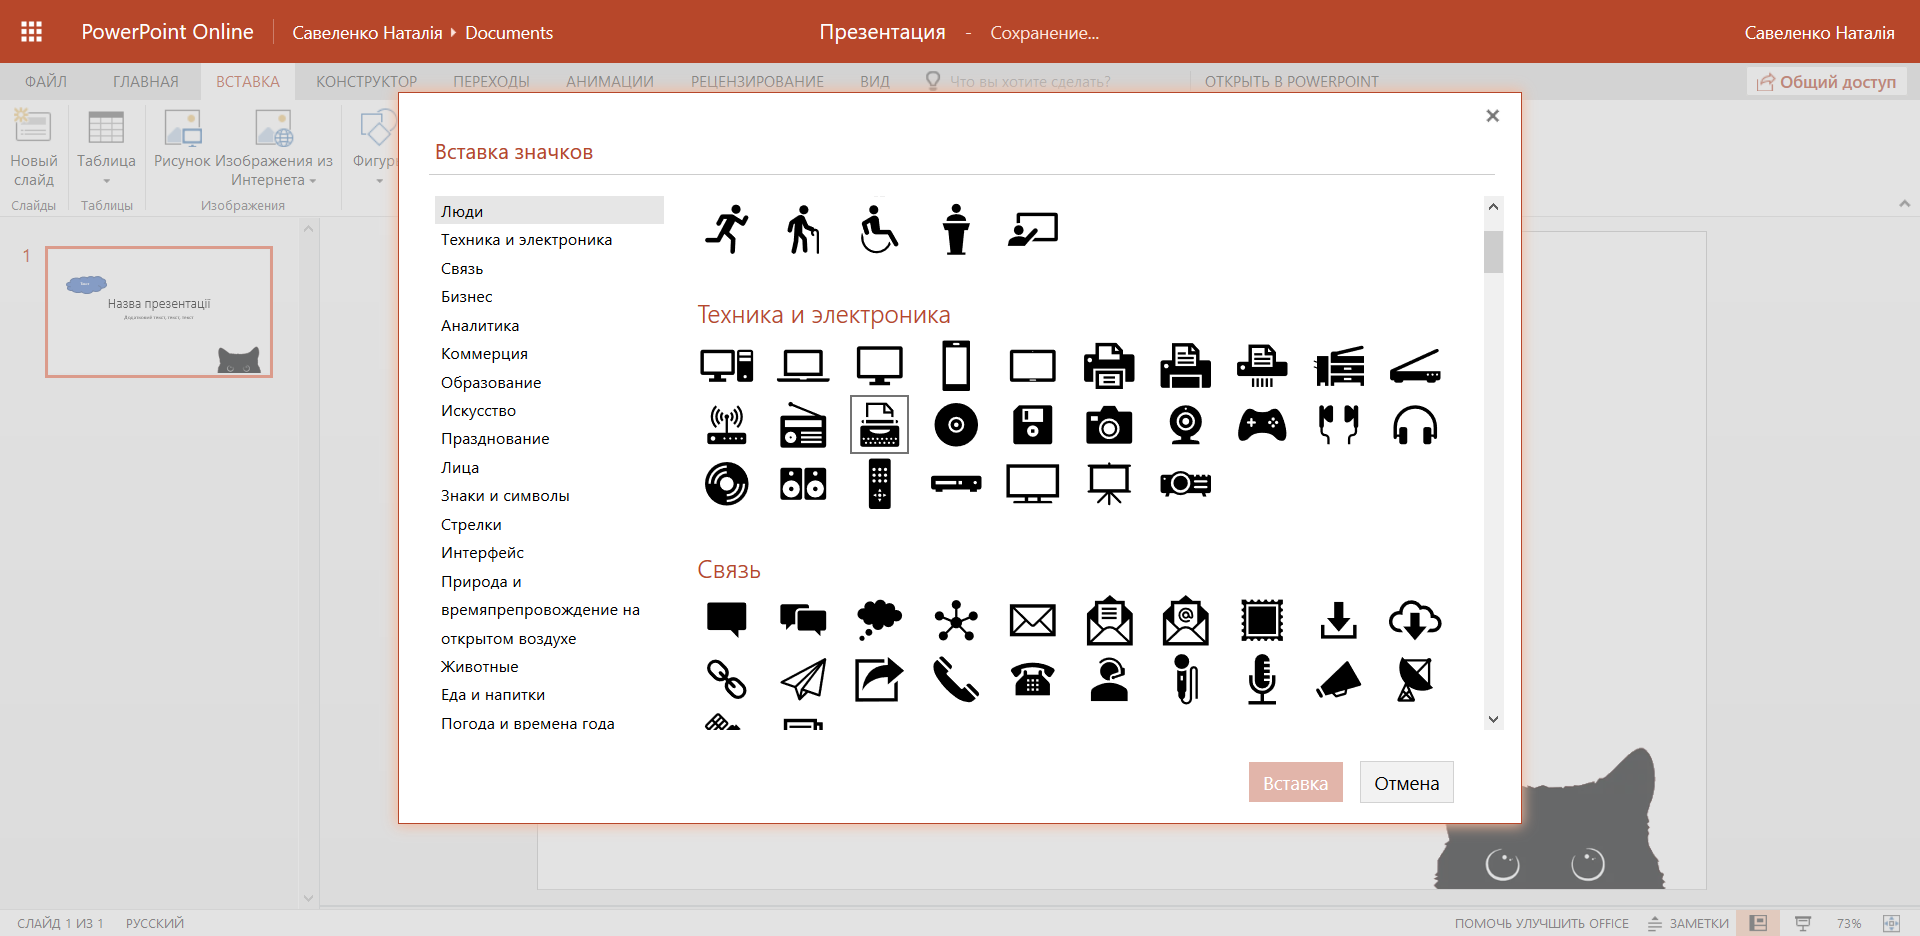 PowerPoint Online
Савеленко Наталія
Documents
Презентация - Сохранение...
Савеленко Наталія
ФАЙЛ ГЛАВНАЯ ВСТАВКА КОНСТРУКТОР ПЕРЕХОДЫ АНИМАЦИИ РЕЦЕНЗИРОВАНИЕ ВИД Что вы хотите сделать? ОТКРЫТЬ В POWERPOINT Общий доступ
Новый
слайд
Таблица
Рисунок
Изображения из
Интернета
Слайды
Таблицы
Изображения
1
Назва презентації
Вставка значков
Люди
Техника и электроника
Связь
Бизнес
Аналитика
Коммерция
Образование
Искусство
Празднование
Лица
Знаки и символы
Стрелки
Интерфейс
Природа и
времяпрепровождение на
открытом воздухе
Животные
Еда и напитки
Погода и времена года
Техника и электроника
Связь
Вставка
Отмена
СЛАЙД 1 ИЗ 1 РУССКИЙ ПОМОЧЬ УЛУЧШИТЬ OFFICE ЗАМЕТКИ 73%